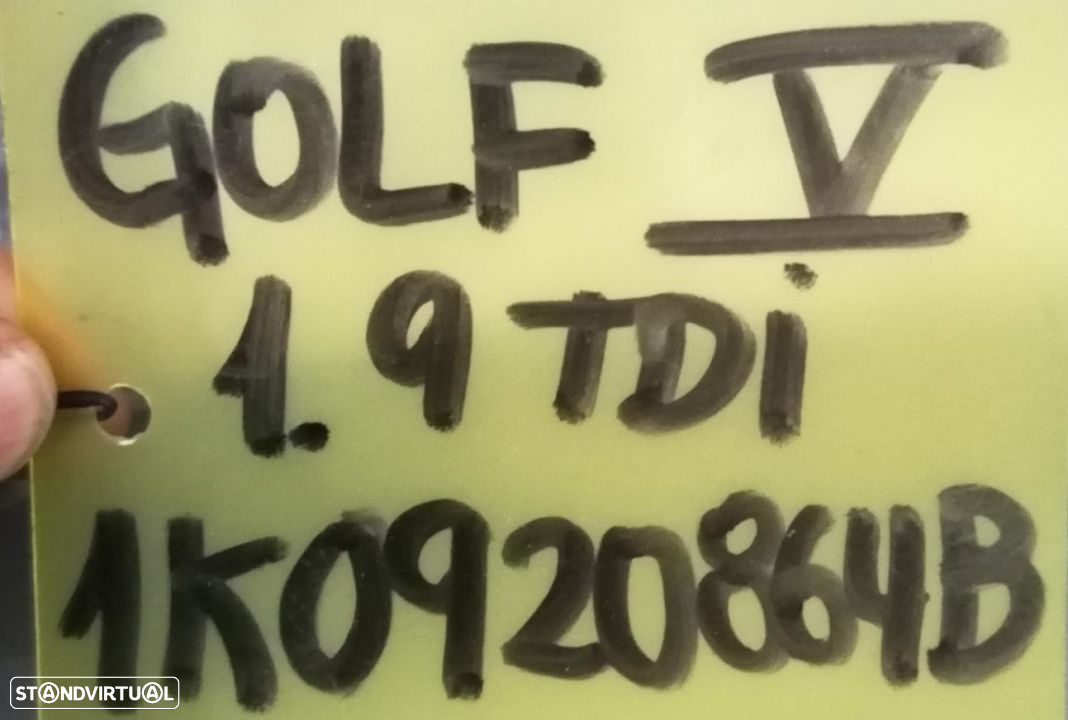 GOLF V
1.9 TDi
1K0920864B
STANDVIRTUAL